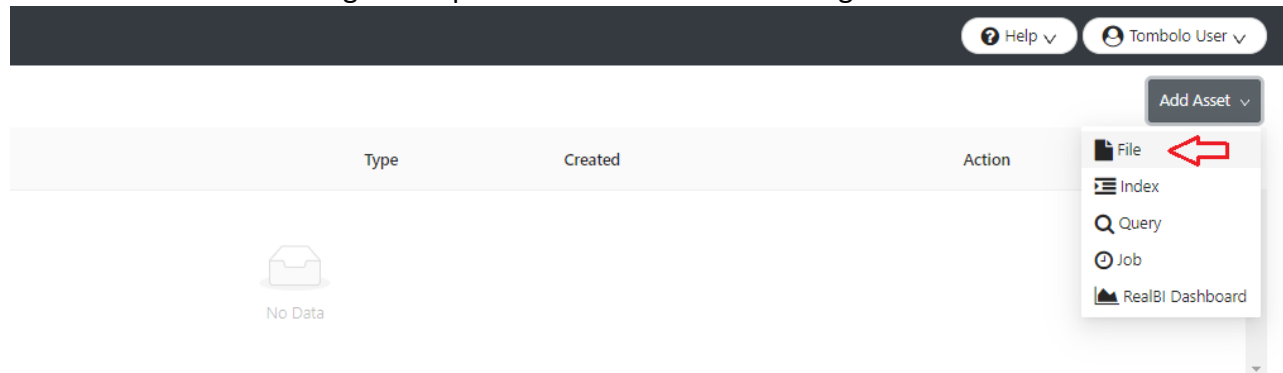 Help
Tombolo User
Add Asset
Type Created Action
File
Index
Query
Job
RealBI Dashboard
No Data